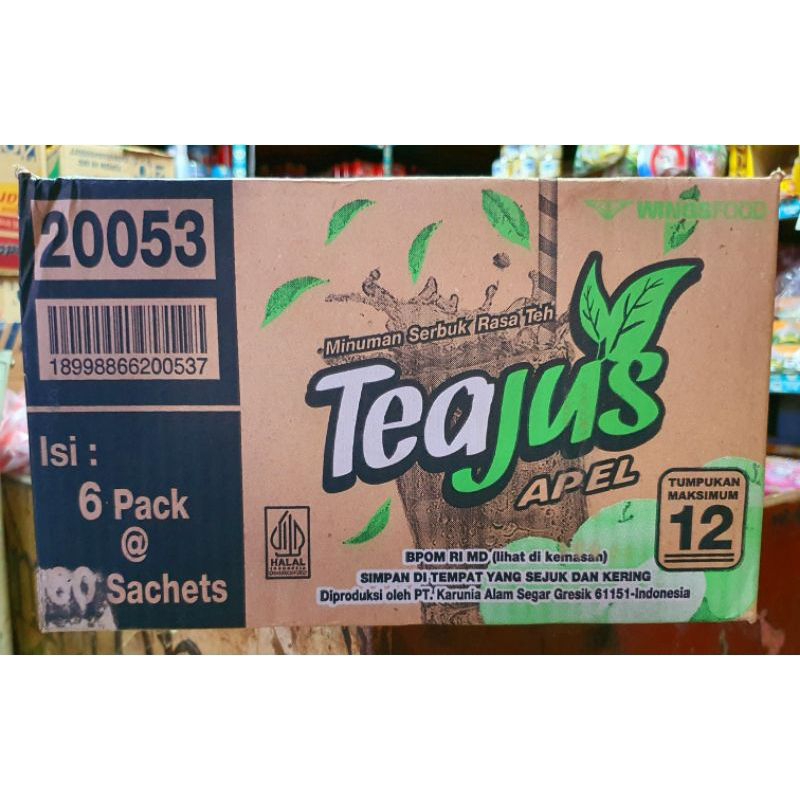 20053
18998866200537
Isi :
6 Pack
@
Sachets
WINGSFOOD
Minuman Serbuk Rasa Teh
Teajus
APEL
TUMPUKAN
MAKSIMUM
12
HALAL
INDONESIA
BPOM RI MD (lihat di kemasan)
SIMPAN DI TEMPAT YANG SEJUK DAN KERING
Diproduksi oleh PT. Karunia Alam Segar Gresik 61151-Indonesia